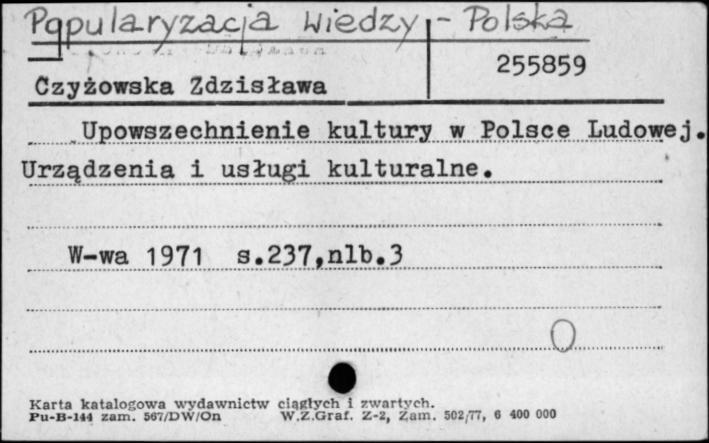 Popularyzacja wiedzy - Polska
255859
Czyżowska Zdzisława
Upowszechnienie kultury w Polsce Ludowej.
Urządzenia i usługi kulturalne.
W-wa 1971 s.237,nlb.3
O
Karta katalogowa wydawnictw ciągłych i zwartych.
Pu-B-144 zam. 567/DW/On W.Z.Graf. Z-2, Zam. 502/77, 6 400 000